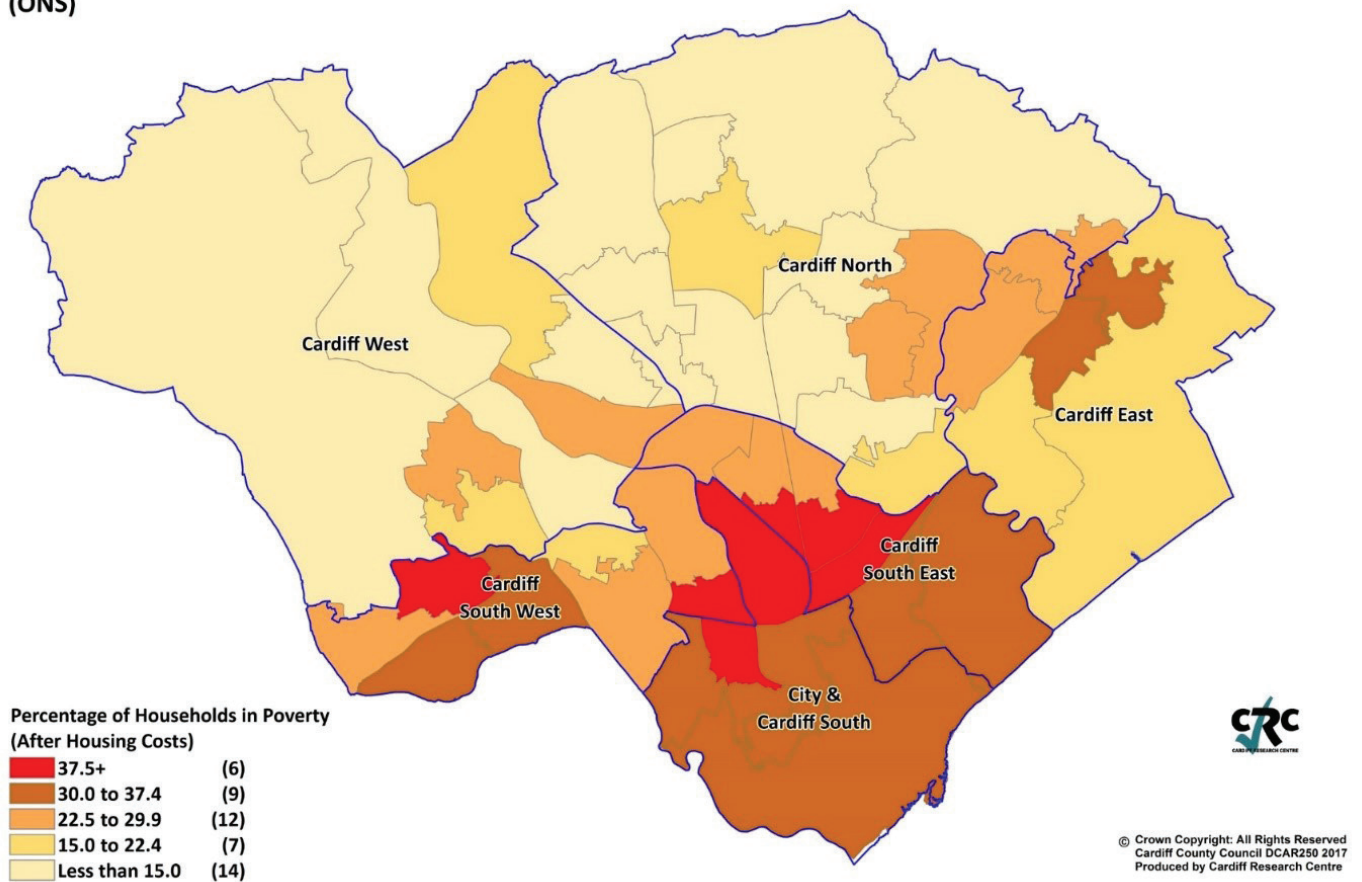 (ONS)
Cardiff North
Cardiff West
Cardiff East
Cardiff
South East
Cardiff
South West
City &
Cardiff South
Percentage of Households in Poverty
(After Housing Costs)
37.5+ (6)
30.0 to 37.4 (9)
22.5 to 29.9 (12)
15.0 to 22.4 (7)
Less than 15.0 (14)
CRC
CARDIFF RESEARCH CENTRE
© Crown Copyright: All Rights Reserved
Cardiff County Council DCAR250 2017
Produced by Cardiff Research Centre